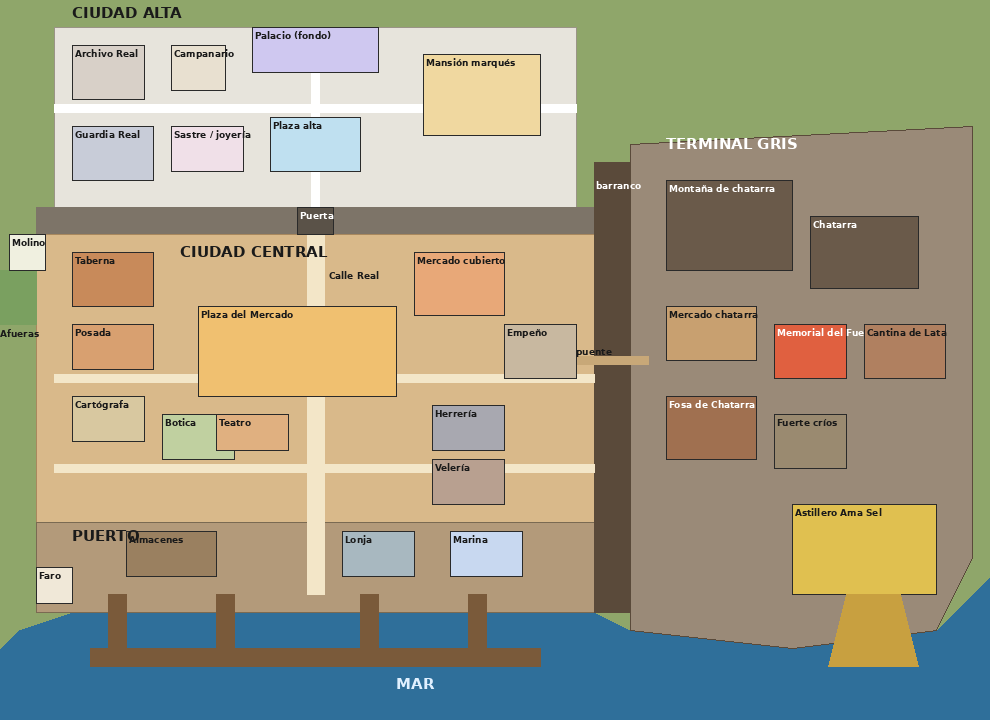 CIUDAD ALTA
Palacio (fondo)
Archivo Real
Campanario
Mansión marqués
Guardia Real
Sastre / joyería
Plaza alta
TERMINAL GRIS
barranco
Montaña de chatarra
Puerta
Chatarra
Molino
CIUDAD CENTRAL
Taberna
Mercado cubierto
Calle Real
Plaza del Mercado
Mercado chatarra
Afueras
Posada
Empeño
Memorial del Fue
Cantina de Lata
puente
Cartógrafa
Fosa de Chatarra
Botica
Teatro
Herrería
Fuerte críos
Velería
Astillero Ama Sel
PUERTO
Almacenes
Lonja
Marina
Faro
MAR